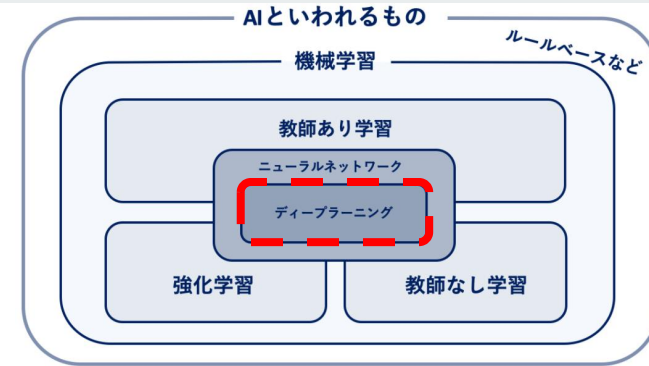 AIといわれるもの
ルールベースなど
機械学習
教師あり学習
ニューラルネットワーク
ディープラーニング
強化学習
教師なし学習